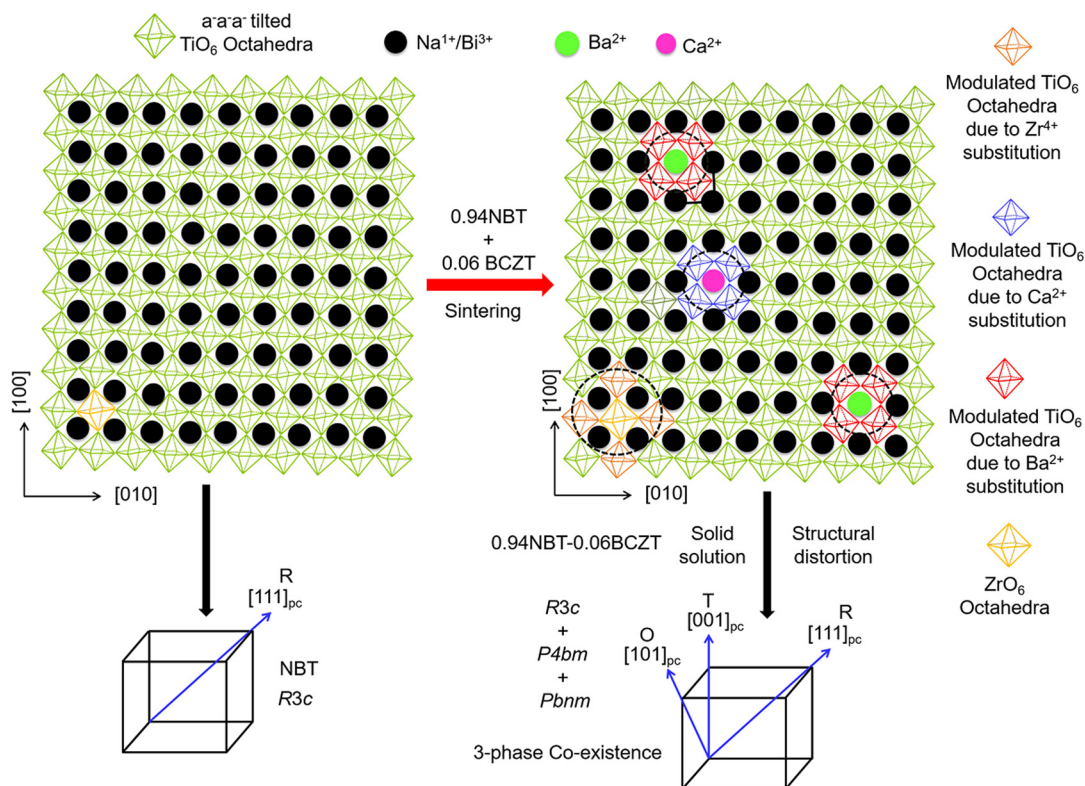 a⁻a⁻a⁻ tilted
TiO₆ Octahedra
Na¹⁺/Bi³⁺
Ba²⁺
Ca²⁺
Modulated TiO₆
Octahedra
due to Zr⁴⁺
substitution
Modulated TiO₆
Octahedra
due to Ca²⁺
substitution
Modulated TiO₆
Octahedra
due to Ba²⁺
substitution
ZrO₆
Octahedra
[100]
[010]
0.94NBT
+
0.06 BCZT
Sintering
[100]
[010]
R
[111]pc
NBT
R3c
0.94NBT-0.06BCZT
Solid
solution
Structural
distortion
R3c
+
P4bm
+
Pbnm
3-phase Co-existence
O
[101]pc
T
[001]pc
R
[111]pc